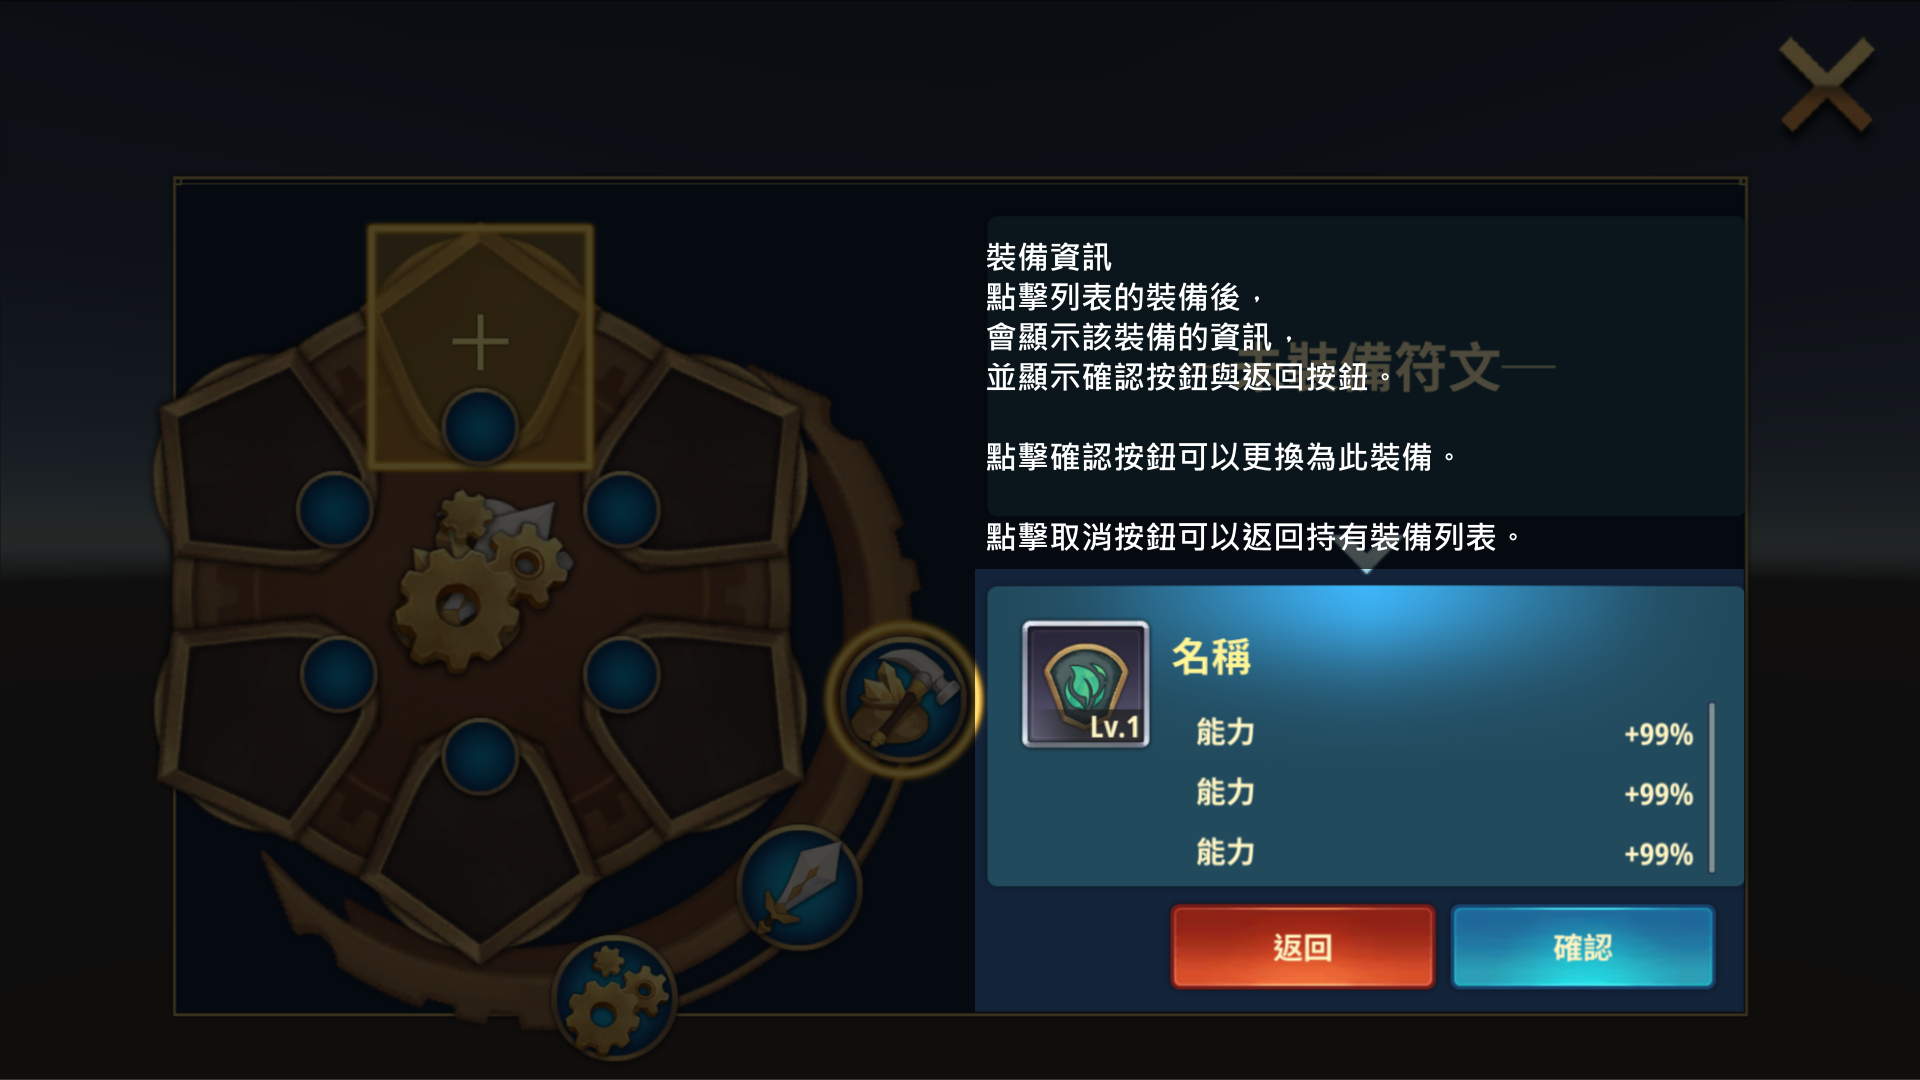 裝備資訊
點擊列表的裝備後，
會顯示該裝備的資訊，
並顯示確認按鈕與返回按鈕。
裝備符文
點擊確認按鈕可以更換為此裝備。
點擊取消按鈕可以返回持有裝備列表。
名稱
Lv.1
能力 +99%
能力 +99%
能力 +99%
返回
確認